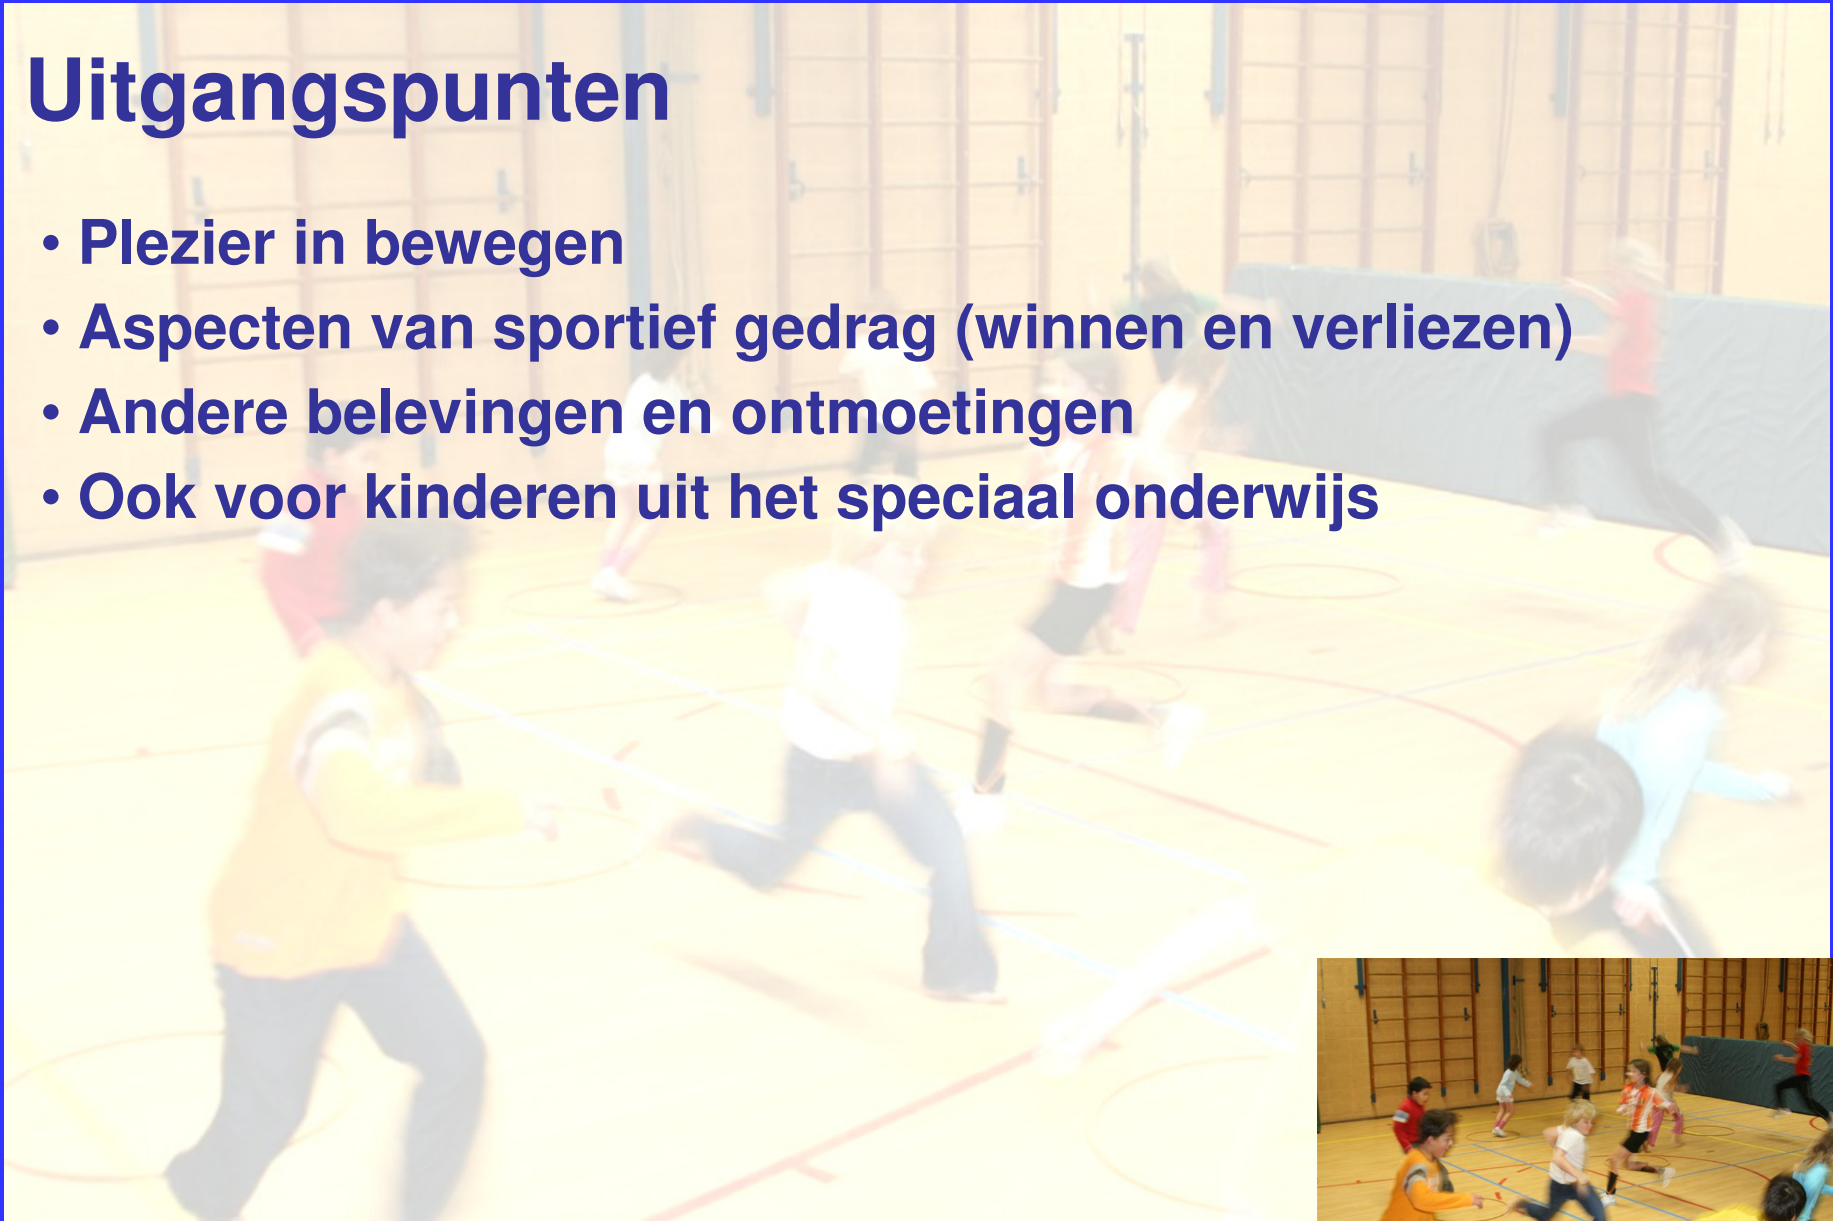 Uitgangspunten
• Plezier in bewegen
• Aspecten van sportief gedrag (winnen en verliezen)
• Andere belevingen en ontmoetingen
• Ook voor kinderen uit het speciaal onderwijs